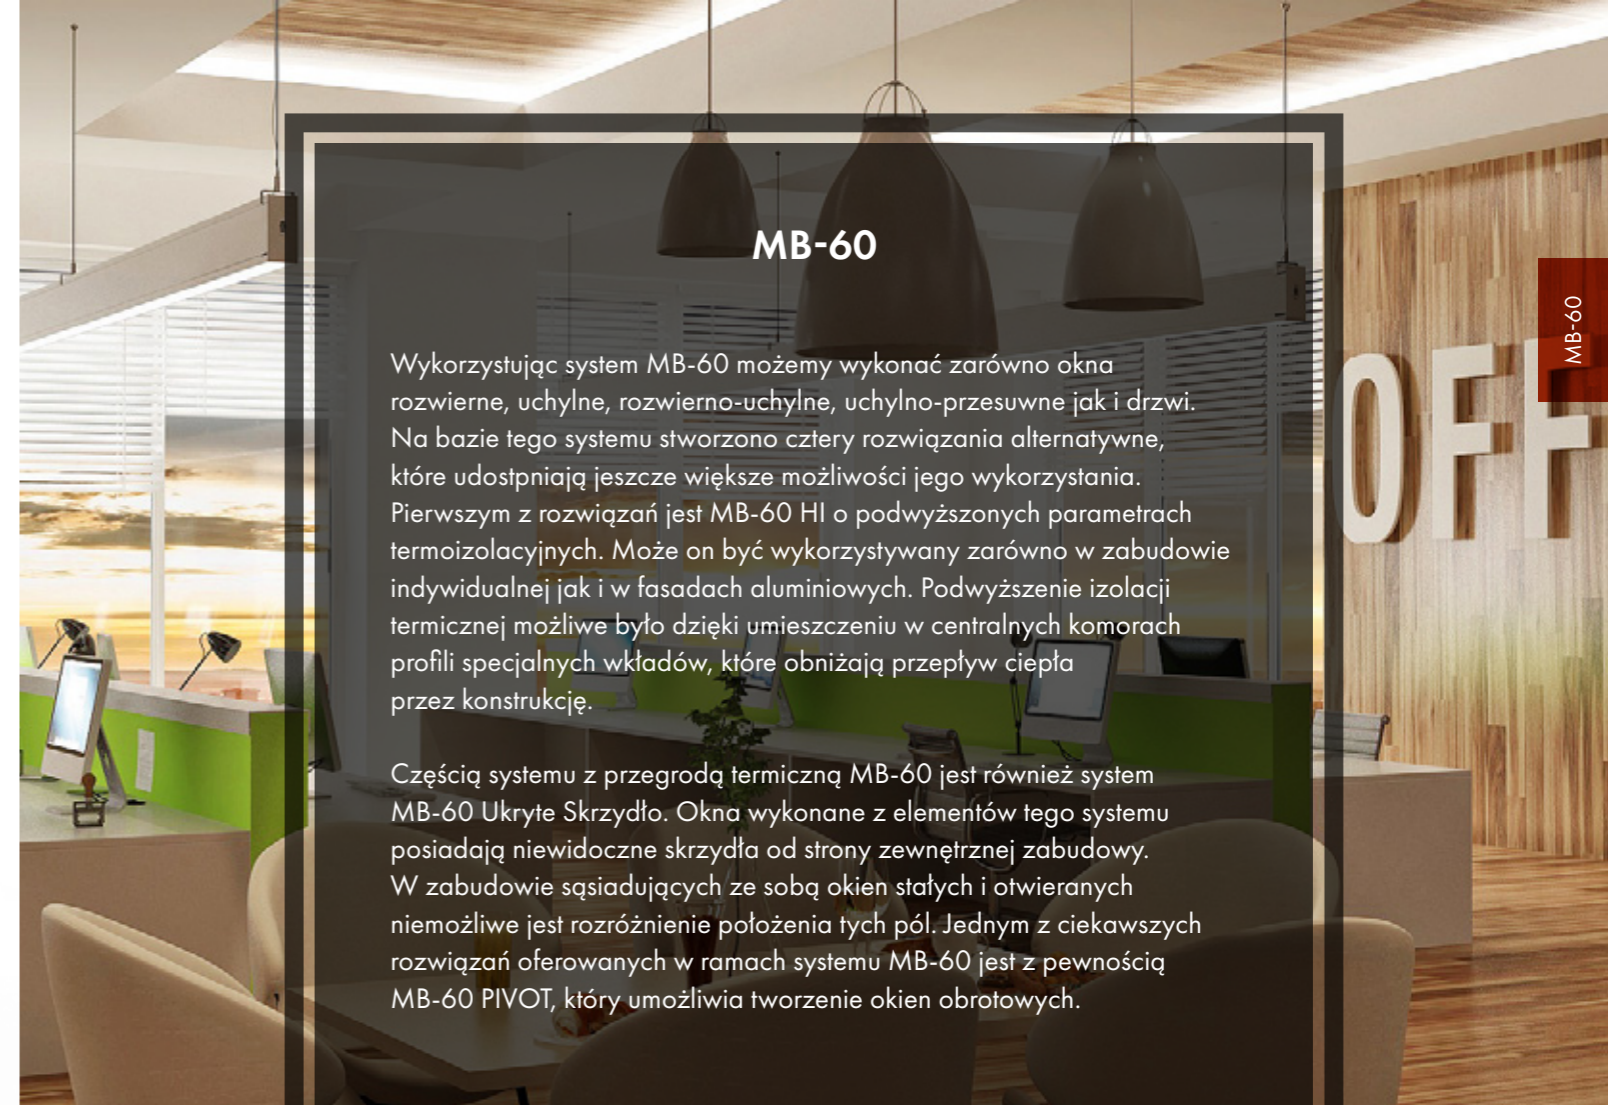 MB-60
MB-60
OFF
Wykorzystując system MB-60 możemy wykonać zarówno okna
rozwierne, uchylne, rozwierno-uchylne, uchylno-przesuwne jak i drzwi.
Na bazie tego systemu stworzono cztery rozwiązania alternatywne,
które udostpniają jeszcze większe możliwości jego wykorzystania.
Pierwszym z rozwiązań jest MB-60 HI o podwyższonych parametrach
termoizolacyjnych. Może on być wykorzystywany zarówno w zabudowie
indywidualnej jak i w fasadach aluminiowych. Podwyższenie izolacji
termicznej możliwe było dzięki umieszczeniu w centralnych komorach
profili specjalnych wkładów, które obniżają przepływ ciepła
przez konstrukcję.
Częścią systemu z przegrodą termiczną MB-60 jest również system
MB-60 Ukryte Skrzydło. Okna wykonane z elementów tego systemu
posiadają niewidoczne skrzydła od strony zewnętrznej zabudowy.
W zabudowie sąsiadujących ze sobą okien stałych i otwieranych
niemożliwe jest rozróżnienie położenia tych pól. Jednym z ciekawszych
rozwiązań oferowanych w ramach systemu MB-60 jest z pewnością
MB-60 PIVOT, który umożliwia tworzenie okien obrotowych.